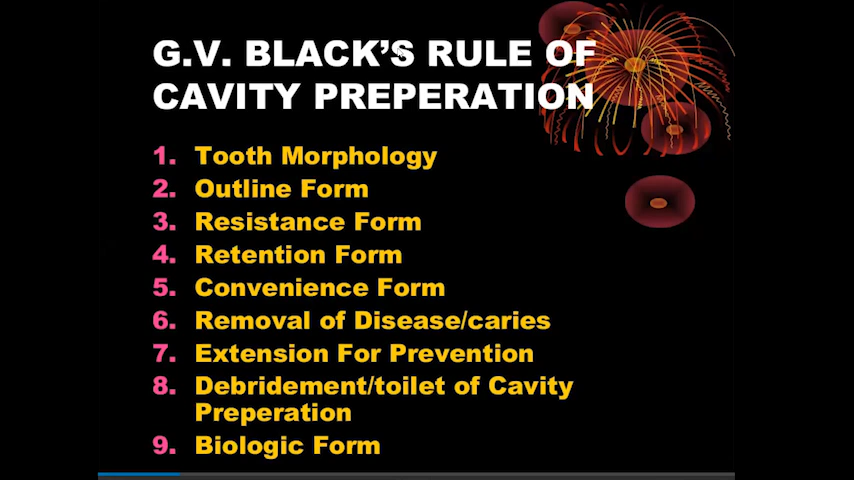 G.V. BLACK’S RULE OF
CAVITY PREPERATION
1. Tooth Morphology
2. Outline Form
3. Resistance Form
4. Retention Form
5. Convenience Form
6. Removal of Disease/caries
7. Extension For Prevention
8. Debridement/toilet of Cavity
Preperation
9. Biologic Form